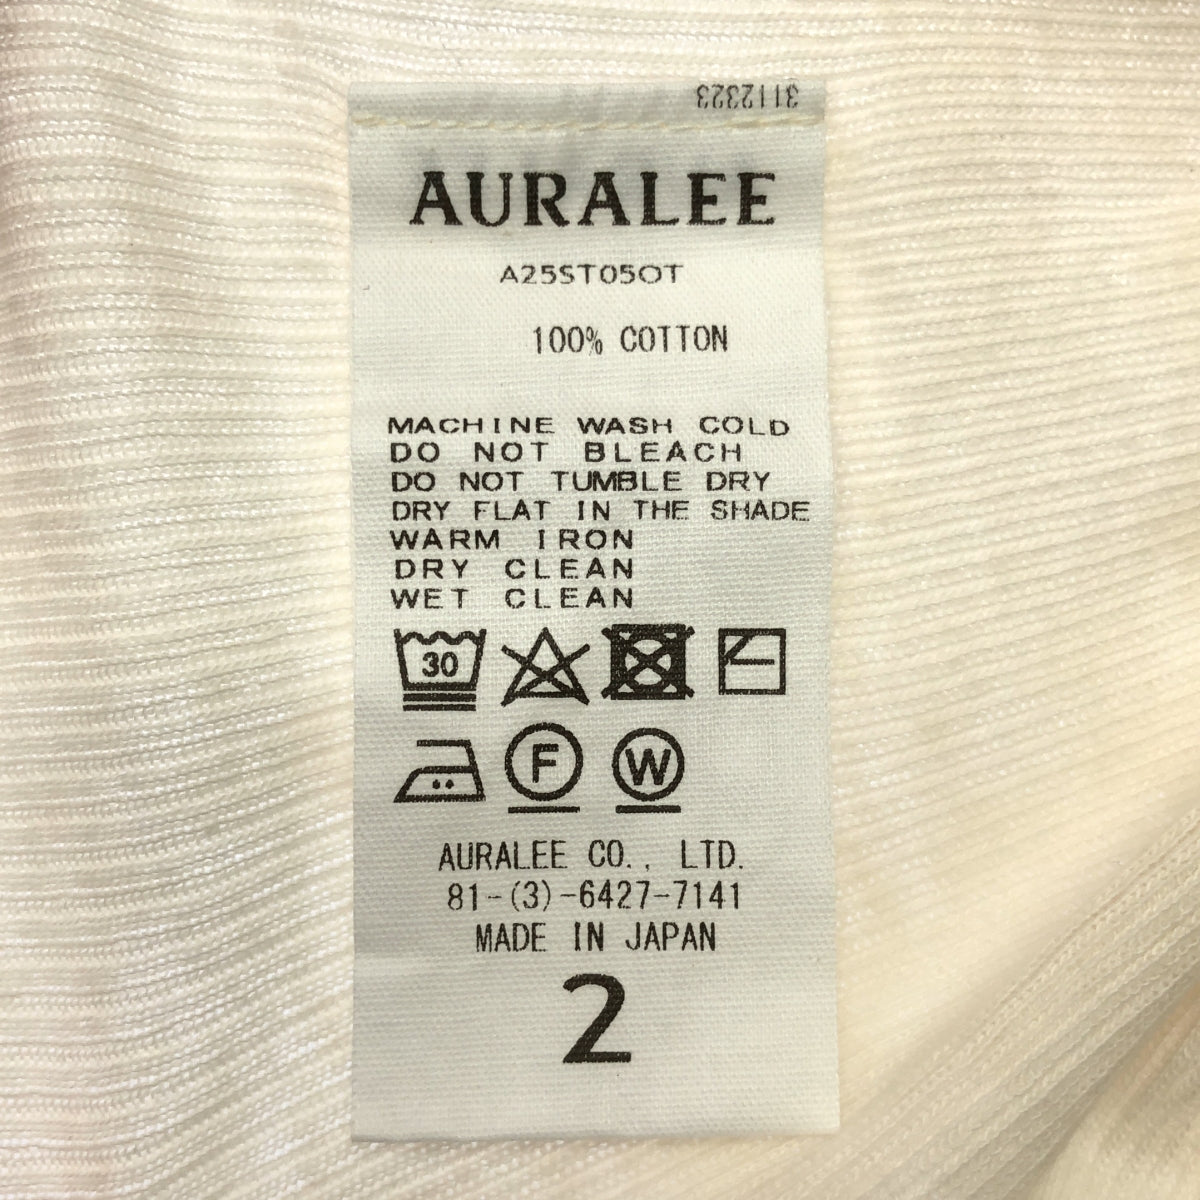 3112323
AURALEE
A25ST05OT
100% COTTON
MACHINE WASH COLD
DO NOT BLEACH
DO NOT TUMBLE DRY
DRY FLAT IN THE SHADE
WARM IRON
DRY CLEAN
WET CLEAN
30
F W
AURALEE CO., LTD.
81-(3)-6427-7141
MADE IN JAPAN
2